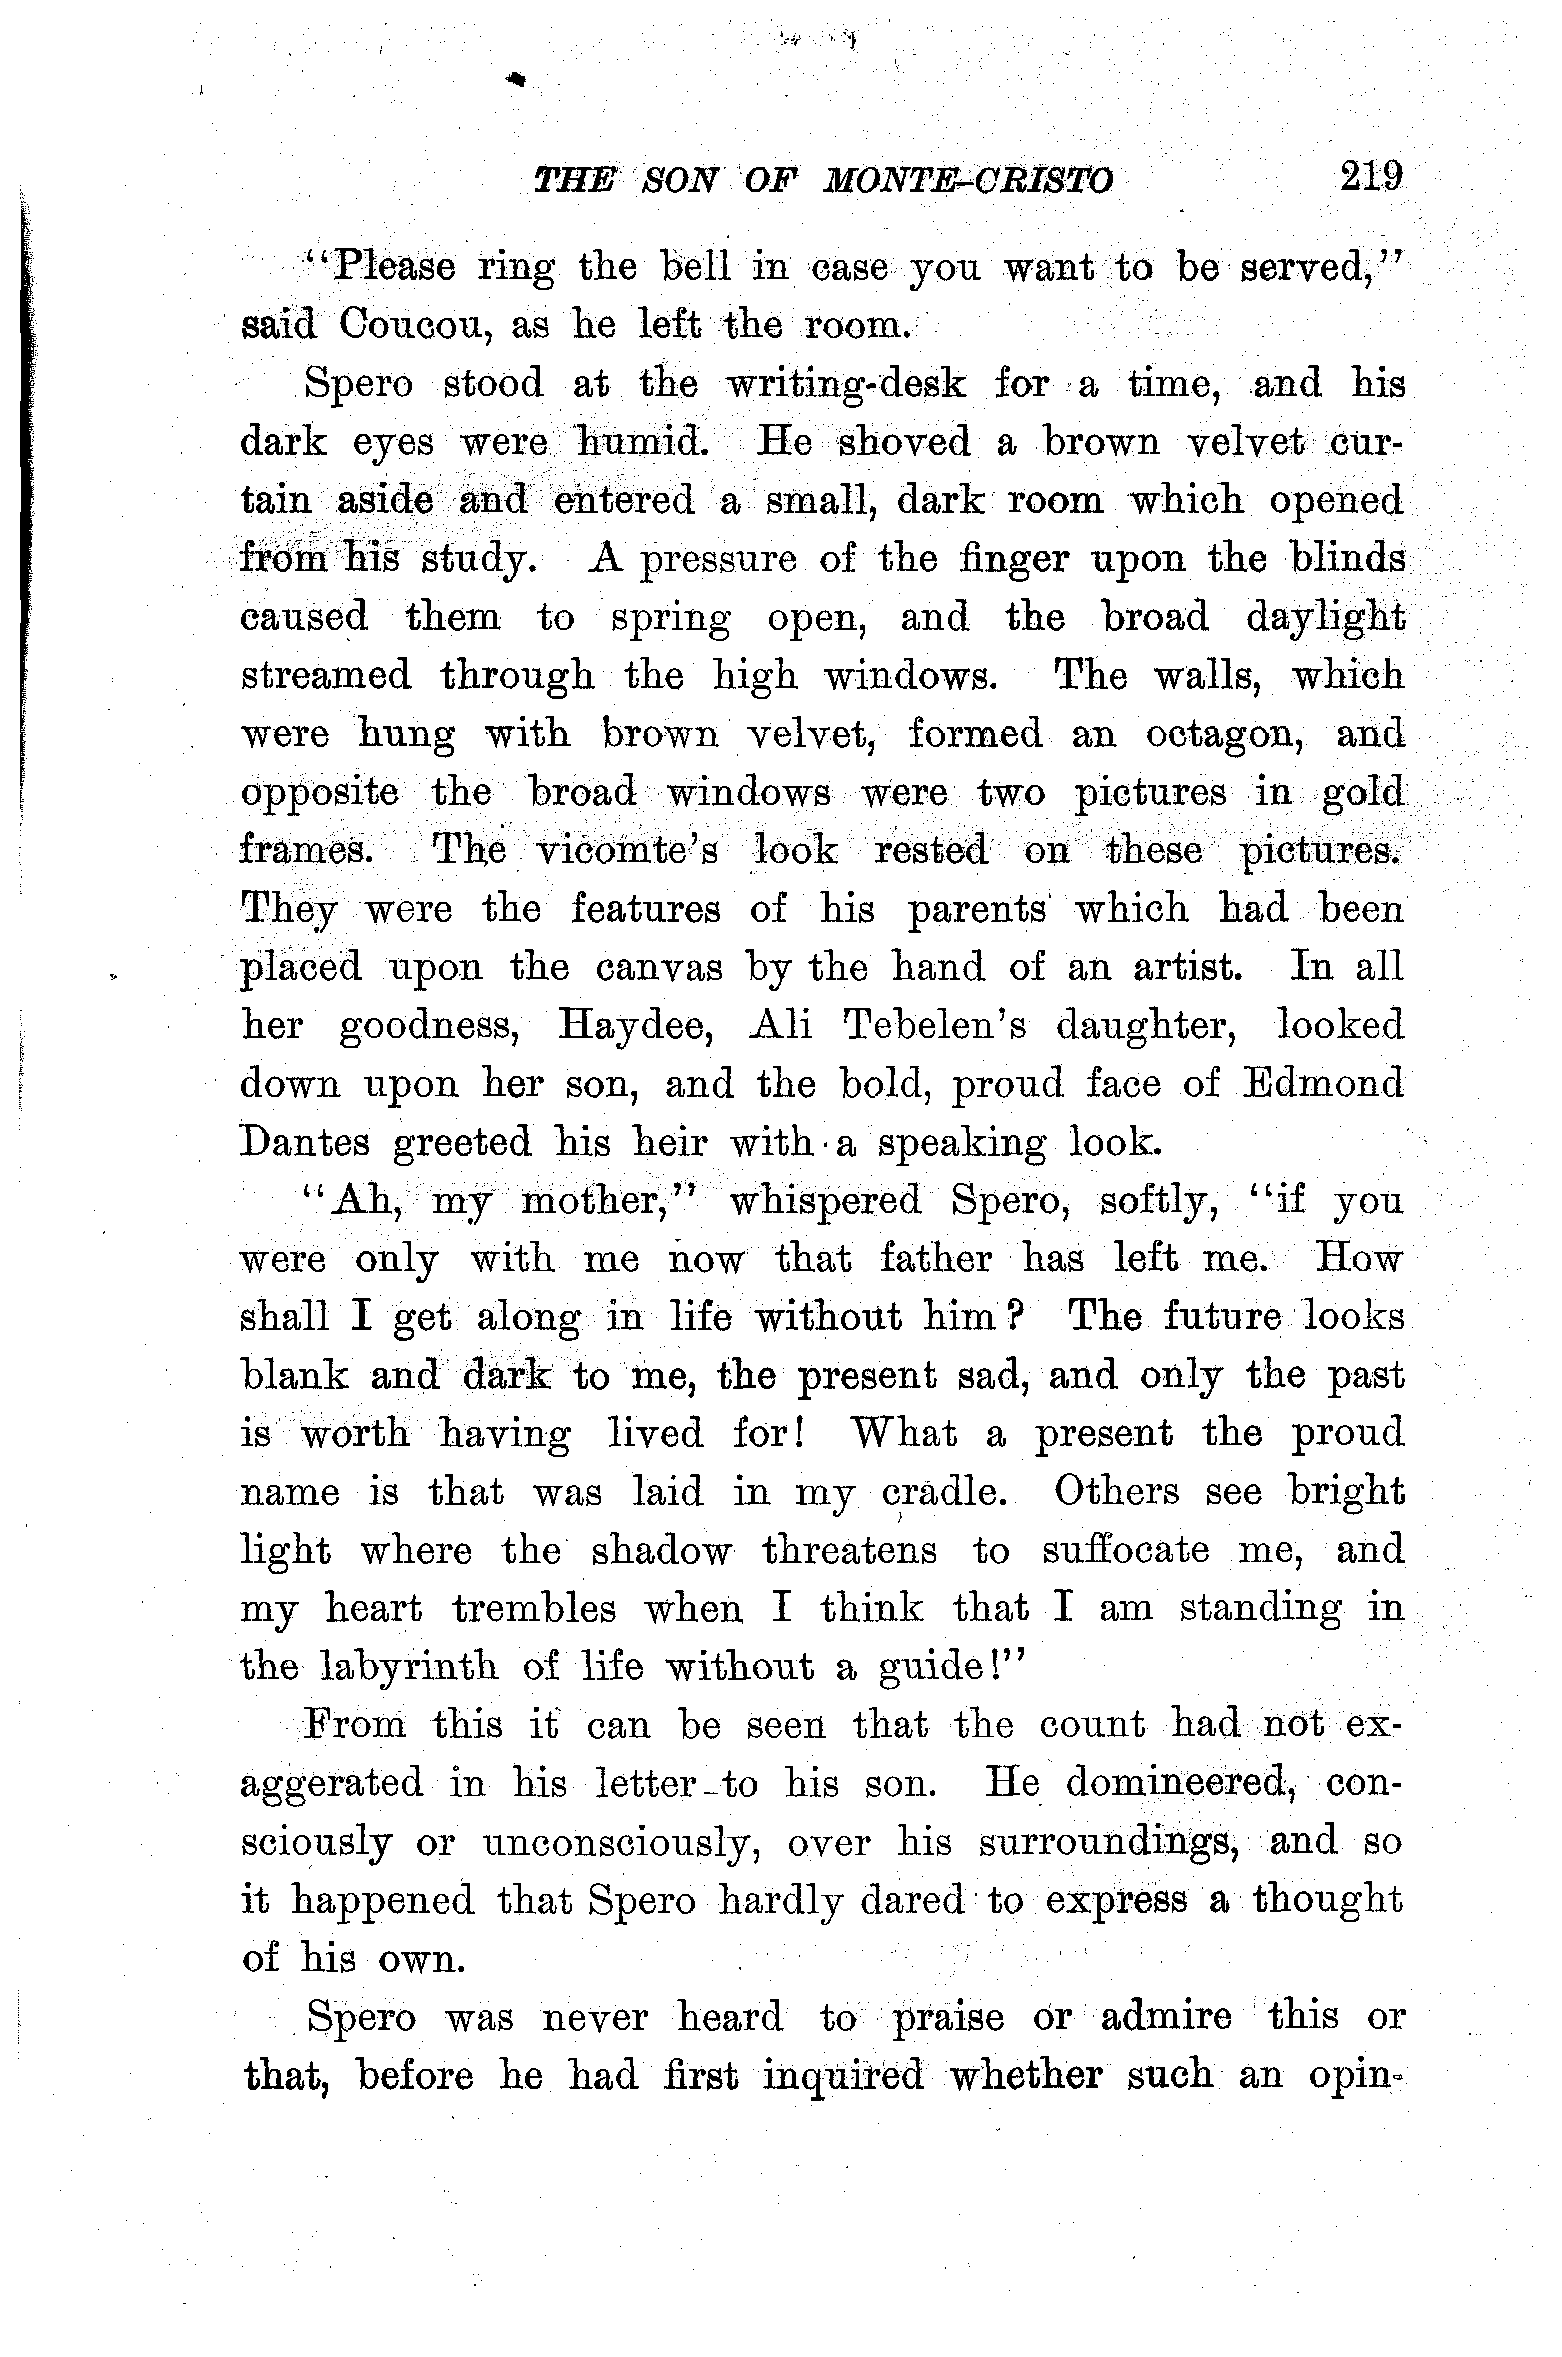 THE SON OF MONTE-CRISTO 219
"Please ring the bell in case you want to be served,"
said Coucou, as he left the room.
Spero stood at the writing-desk for a time, and his
dark eyes were humid. He shoved a brown velvet cur-
tain aside and entered a small, dark room which opened
from his study. A pressure of the finger upon the blinds
caused them to spring open, and the broad daylight
streamed through the high windows. The walls, which
were hung with brown velvet, formed an octagon, and
opposite the broad windows were two pictures in gold
frames. The vicomte's look rested on these pictures.
They were the features of his parents which had been
placed upon the canvas by the hand of an artist. In all
her goodness, Haydee, Ali Tebelen's daughter, looked
down upon her son, and the bold, proud face of Edmond
Dantes greeted his heir with a speaking look.
"Ah, my mother," whispered Spero, softly, "if you
were only with me now that father has left me. How
shall I get along in life without him? The future looks
blank and dark to me, the present sad, and only the past
is worth having lived for! What a present the proud
name is that was laid in my cradle. Others see bright
light where the shadow threatens to suffocate me, and
my heart trembles when I think that I am standing in
the labyrinth of life without a guide!"
From this it can be seen that the count had not ex-
aggerated in his letter to his son. He domineered, con-
sciously or unconsciously, over his surroundings, and so
it happened that Spero hardly dared to express a thought
of his own.
Spero was never heard to praise or admire this or
that, before he had first inquired whether such an opin-